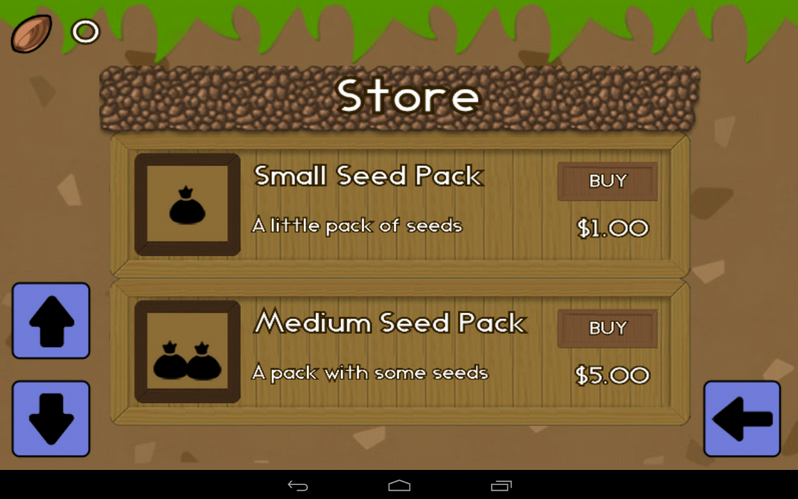 0
Store
Small Seed Pack
BUY
A little pack of seeds
$1.00
Medium Seed Pack
BUY
A pack with some seeds
$5.00